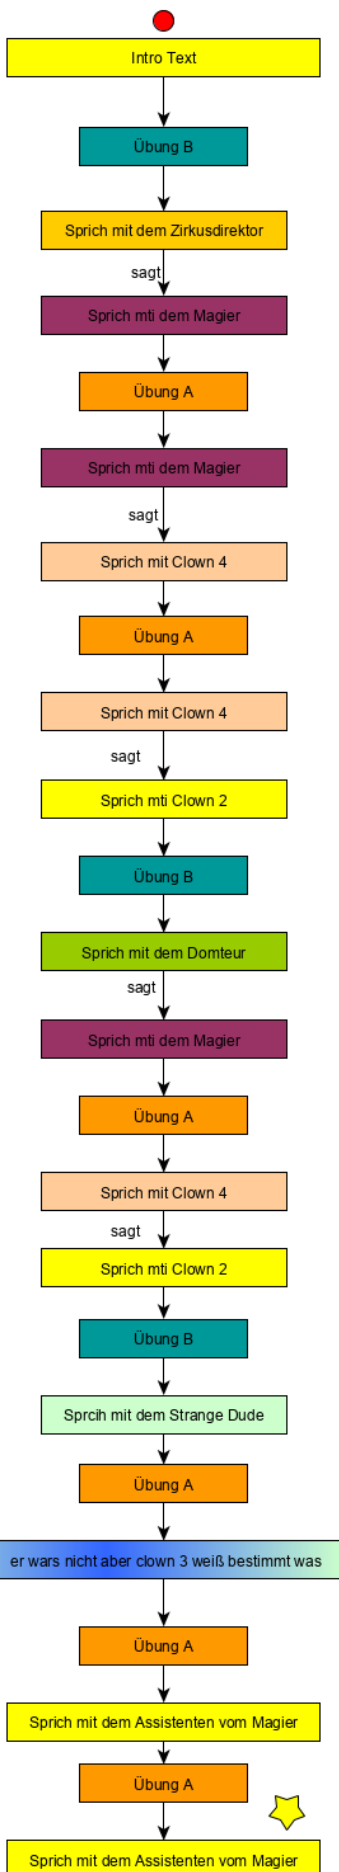 Intro Text
Übung B
Sprich mit dem Zirkusdirektor
sagt
Sprich mti dem Magier
Übung A
Sprich mti dem Magier
sagt
Sprich mit Clown 4
Übung A
Sprich mit Clown 4
sagt
Sprich mti Clown 2
Übung B
Sprich mit dem Domteur
sagt
Sprich mti dem Magier
Übung A
Sprich mit Clown 4
sagt
Sprich mti Clown 2
Übung B
Sprcih mit dem Strange Dude
Übung A
er wars nicht aber clown 3 weiß bestimmt was
Übung A
Sprich mit dem Assistenten vom Magier
Übung A
Sprich mit dem Assistenten vom Magier